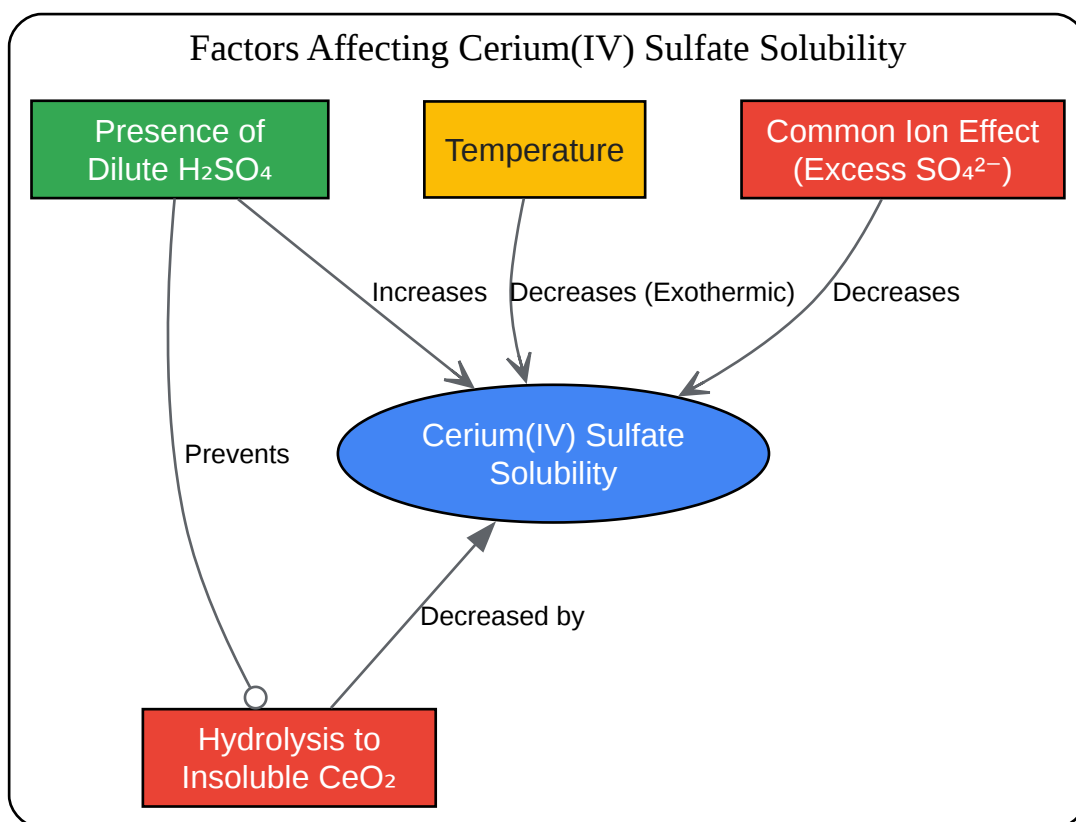 Factors Affecting Cerium(IV) Sulfate Solubility
Presence of
Dilute H₂SO₄
Temperature
Common Ion Effect
(Excess SO₄²⁻)
Increases
Decreases (Exothermic)
Decreases
Cerium(IV) Sulfate
Solubility
Prevents
Decreased by
Hydrolysis to
Insoluble CeO₂